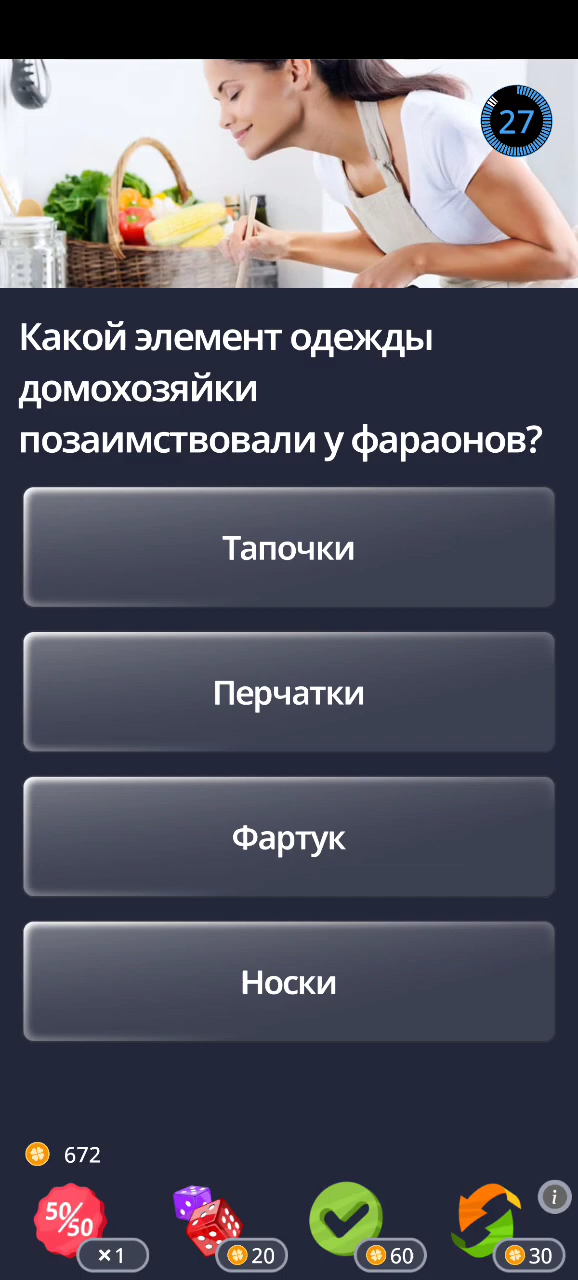 27
Какой элемент одежды
домохозяйки
позаимствовали у фараонов?
Тапочки
Перчатки
Фартук
Носки
672
50/50
×1
20
60
30
i